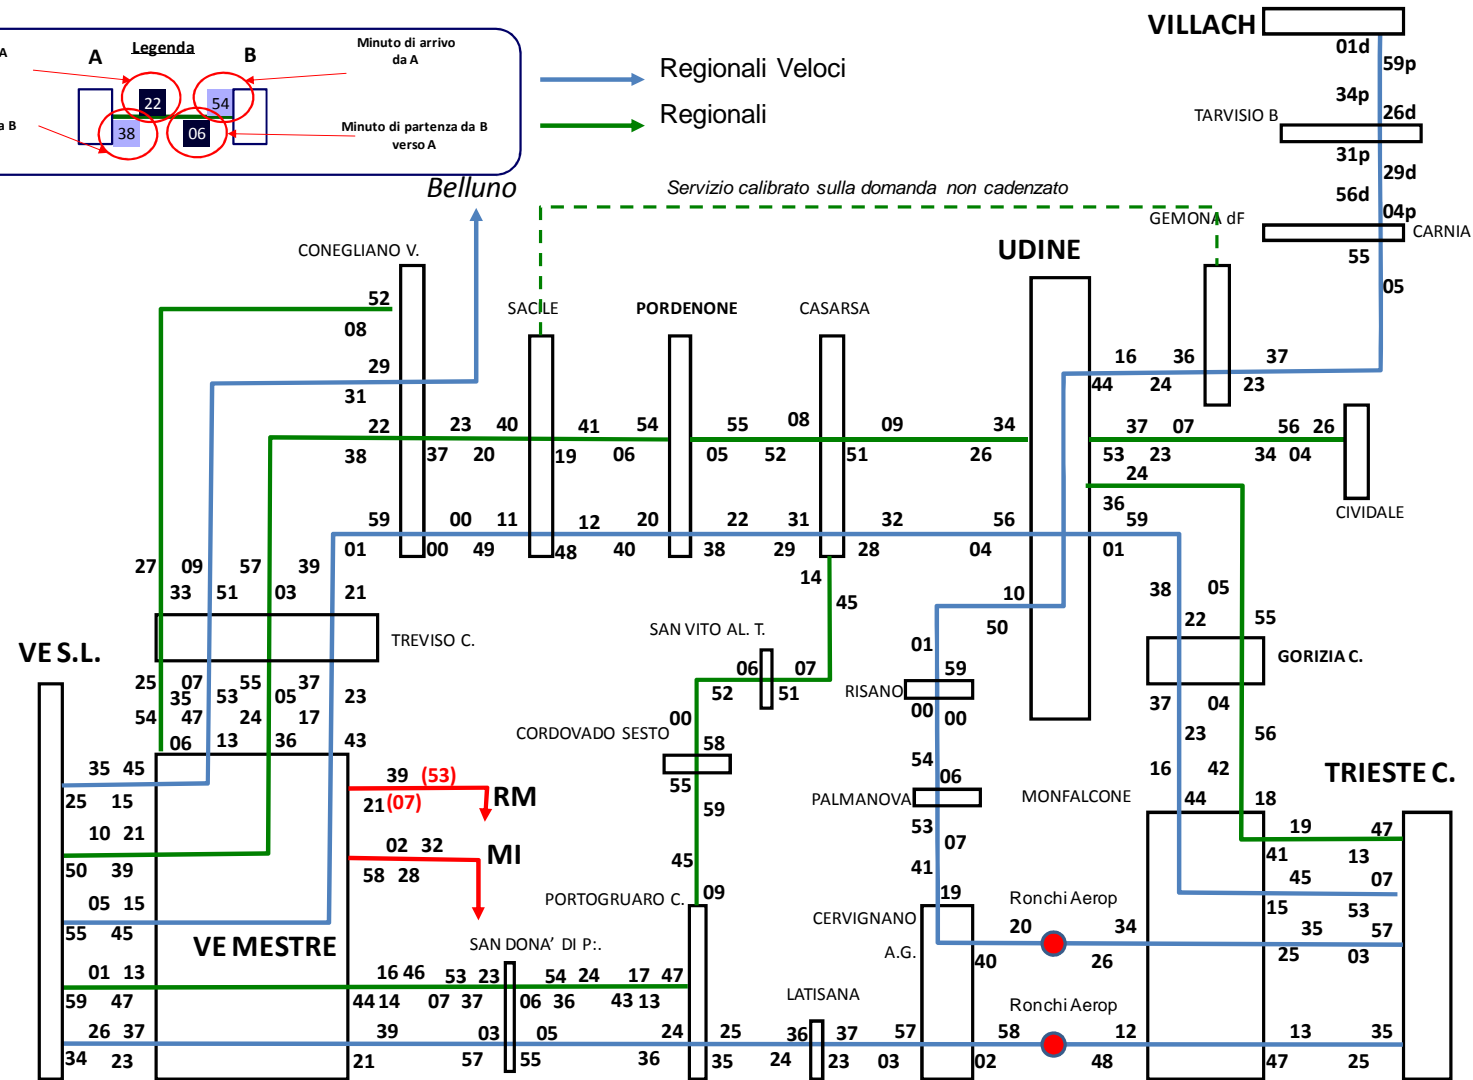 VILLACH
Legenda
A
A
B
Minuto di arrivo
da A
22
54
38
06
a B
Minuto di partenza da B
verso A
Regionali Veloci
Regionali
01d
59p
34p
26d
TARVISIO B
31p
29d
56d
04p
CARNIA
55
05
Belluno
Servizio calibrato sulla domanda non cadenzato
GEMONA dF
UDINE
CONEGLIANO V.
SACILE
PORDENONE
CASARSA
52
08
29
31
16 36 37
44 24 23
22 23 40 41 54 55 08 09 34
38 37 20 19 06 05 52 51 26
37 07 56 26
53 23 34 04
24
36
CIVIDALE
59 00 11 12 20 22 31 32 56 59
01 00 49 48 40 38 29 28 04 01
27 09 57 39
33 51 03 21
TREVISO C.
14
45
10
50
38 05
22 55
GORIZIA C.
SAN VITO AL. T.
06 07
52 51
01
59
RISANO
00 00
VE S.L.
25 07 55 37
35 53 05 23
54 47 24 17
06 13 36 43
00
58
CORDOVADO SESTO
55
59
37 04
23 56
16 42
44 18
54
06
PALMANOVA
53
07
MONFALCONE
TRIESTE C.
35 45
25 15
39 (53)
21 (07)
RM
10 21
50 39
02 32
58 28
MI
45
09
PORTOGRUARO C.
41
19
CERVIGNANO
A.G.
19 47
41 13
45 07
15 53
05 15
55 45
VE MESTRE
SAN DONA’ DI P:.
Ronchi Aerop
20 34 35 57
40 26 25 03
01 13 16 46 53 23 54 24 17 47
59 47 44 14 07 37 06 36 43 13
LATISANA
Ronchi Aerop
26 37 39 03 05 24 25 36 37 57 58 12 13 35
34 23 21 57 55 36 35 24 23 03 02 48 47 25